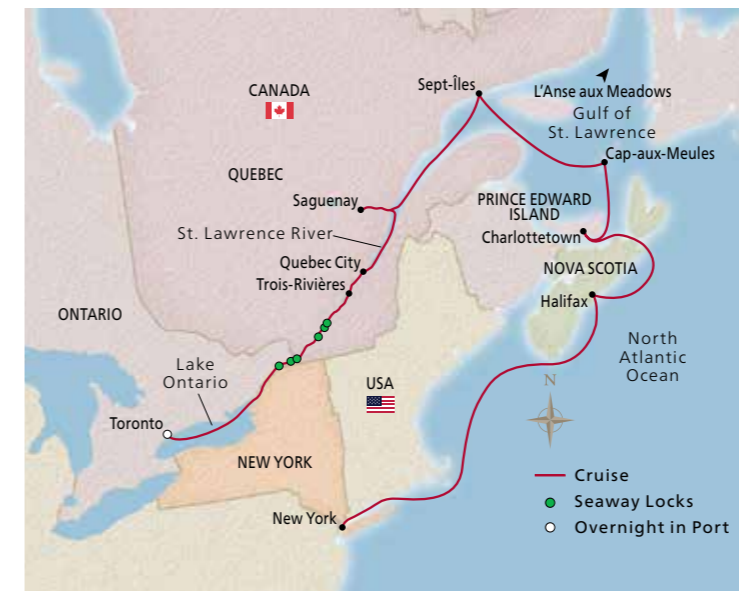 Sept-Îles
CANADA
L'Anse aux Meadows
Gulf of
St. Lawrence
Cap-aux-Meules
QUEBEC
Saguenay
PRINCE EDWARD
ISLAND
St. Lawrence River
Charlottetown
Quebec City
Trois-Rivières
NOVA SCOTIA
Halifax
ONTARIO
North
Atlantic
Ocean
Lake
Ontario
USA
N
Toronto
NEW YORK
Cruise
Seaway Locks
New York
Overnight in Port